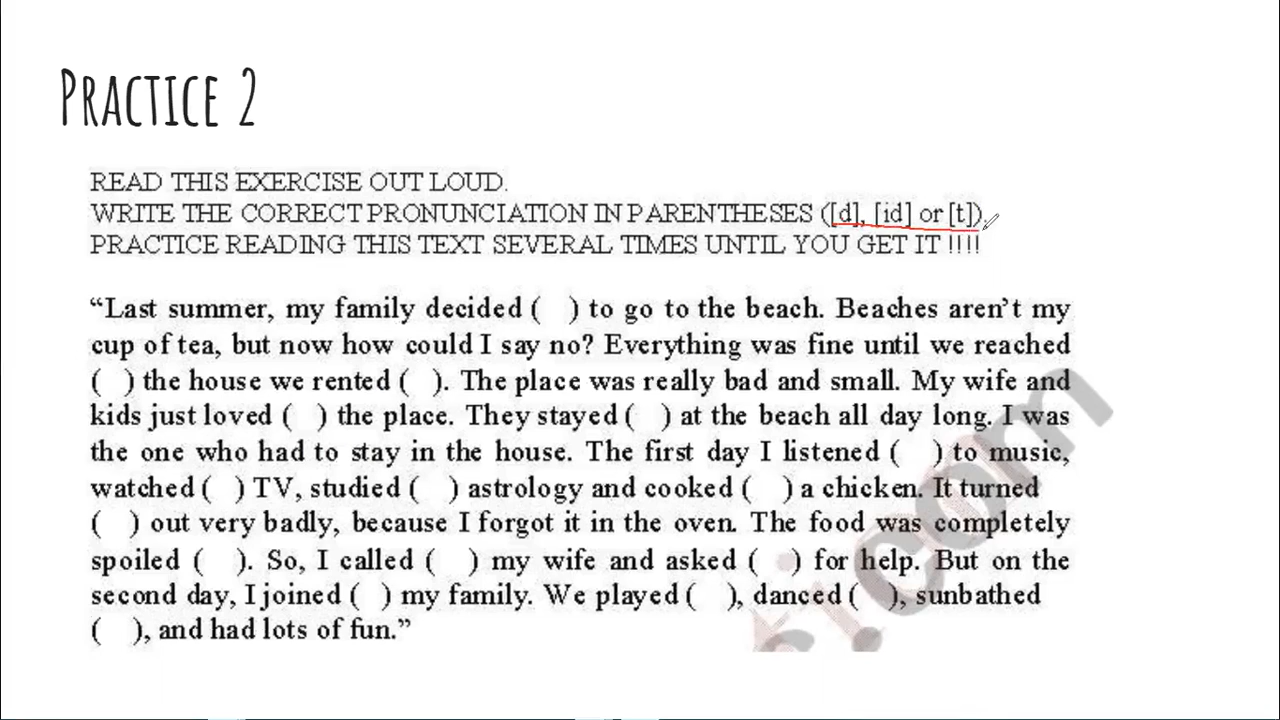 PRACTICE 2
READ THIS EXERCISE OUT LOUD.
WRITE THE CORRECT PRONUNCIATION IN PARENTHESES ([d], [id] or [t]).
PRACTICE READING THIS TEXT SEVERAL TIMES UNTIL YOU GET IT !!!!
“Last summer, my family decided (   ) to go to the beach. Beaches aren’t my
cup of tea, but now how could I say no? Everything was fine until we reached
(   ) the house we rented (   ). The place was really bad and small. My wife and
kids just loved (   ) the place. They stayed (   ) at the beach all day long. I was
the one who had to stay in the house. The first day I listened (   ) to music,
watched (   ) TV, studied (   ) astrology and cooked (   ) a chicken. It turned
(   ) out very badly, because I forgot it in the oven. The food was completely
spoiled (   ). So, I called (   ) my wife and asked (   ) for help. But on the
second day, I joined (   ) my family. We played (   ), danced (   ), sunbathed
(   ), and had lots of fun.”